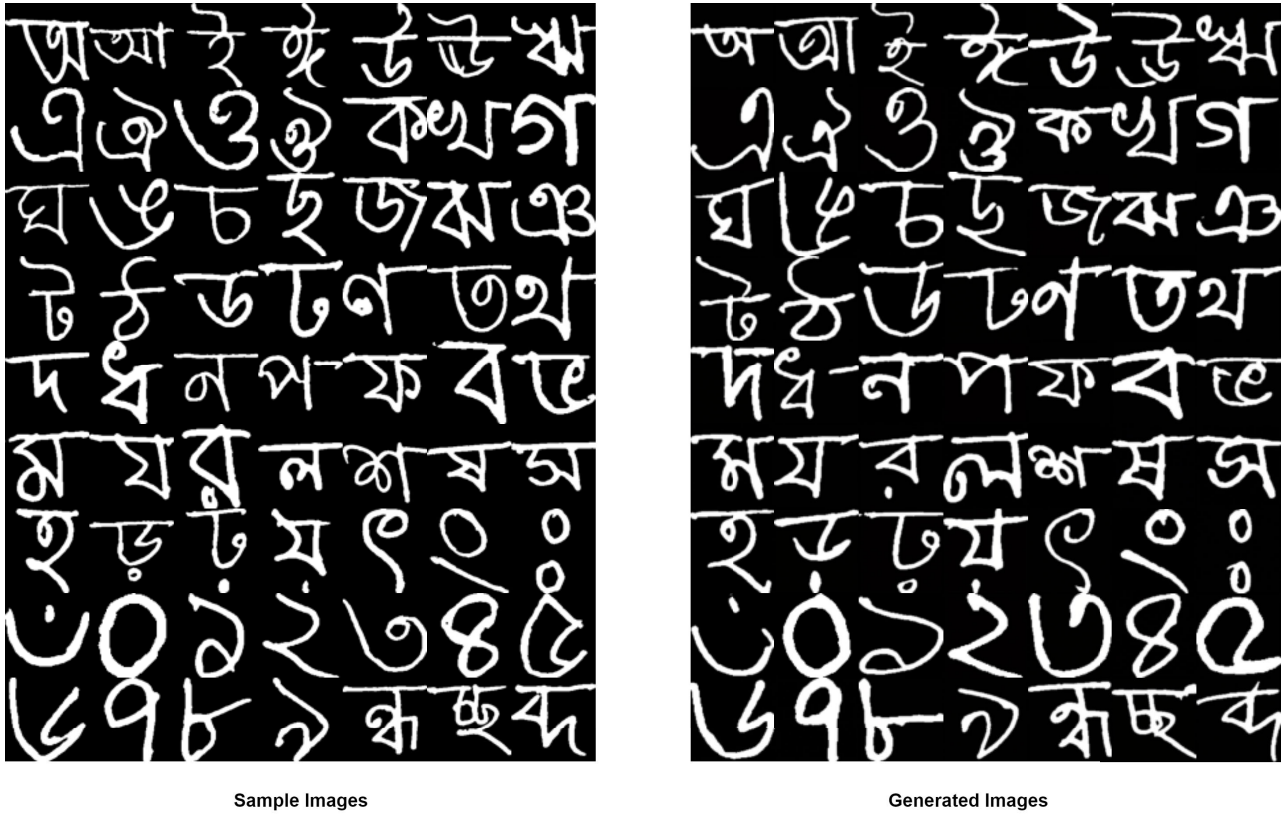 অ আ ই ঈ উ ঊ ঋ অ আ ই ঈ উ ঊ ঋ
এ ঐ ও ঔ ক খ গ এ ঐ ও ঔ ক খ গ
ঘ ঙ চ ছ জ ঝ ঞ ঘ ঙ চ ছ জ ঝ ঞ
ট ঠ ড ঢ ণ ত থ ট ঠ ড ঢ ণ ত থ
দ ধ ন প ফ ব ভ দ ধ ন প ফ ব ভ
ম য র ল শ ষ স ম য র ল শ ষ স
হ ড় ঢ় য় ৎ ং ঃ হ ড় ঢ় য় ৎ ং ঃ
ঁ ০ ১ ২ ৩ ৪ ৫ ঁ ০ ১ ২ ৩ ৪ ৫
৬ ৭ ৮ ৯ ন্ধ চ্ছ ব্দ ৬ ৭ ৮ ৯ ন্ধ চ্ছ ব্দ
Sample Images Generated Images